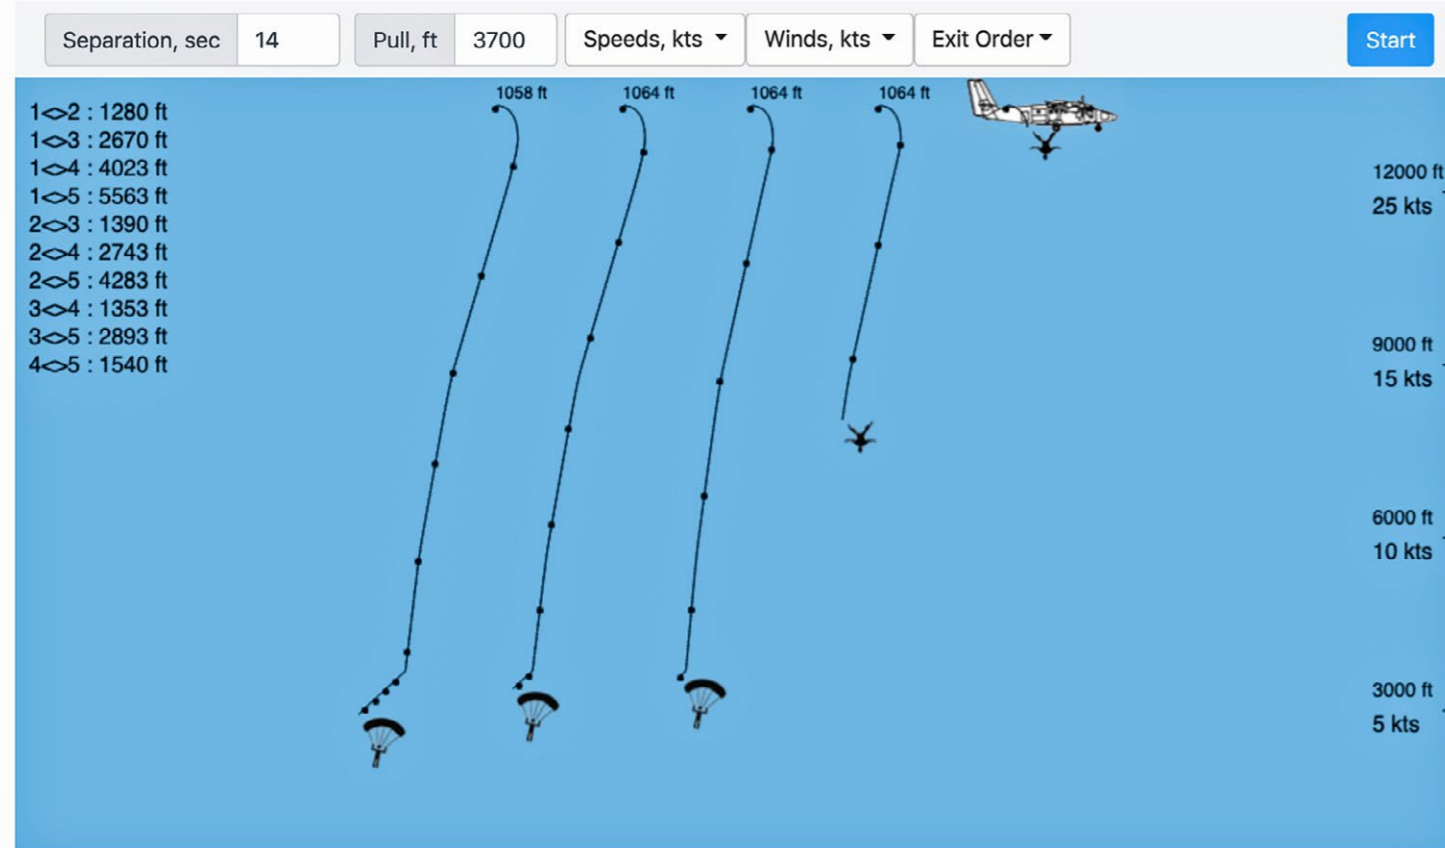 Separation, sec 14 Pull, ft 3700 Speeds, kts Winds, kts Exit Order Start
1058 ft 1064 ft 1064 ft 1064 ft
1<>2 : 1280 ft
1<>3 : 2670 ft
1<>4 : 4023 ft
1<>5 : 5563 ft
2<>3 : 1390 ft
2<>4 : 2743 ft
2<>5 : 4283 ft
3<>4 : 1353 ft
3<>5 : 2893 ft
4<>5 : 1540 ft
12000 ft
25 kts
9000 ft
15 kts
6000 ft
10 kts
3000 ft
5 kts